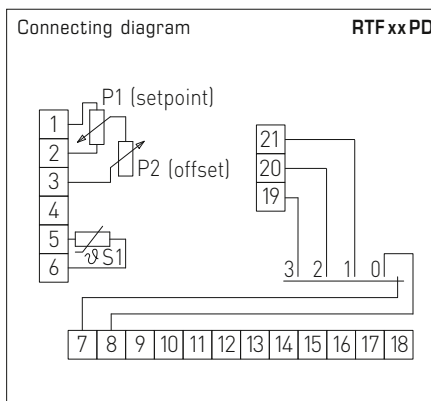 Connecting diagram RTF xx PD
P1 (setpoint)
P2 (offset)
1
2
3
4
5
6
ϑ S1
21
20
19
3 2 1 0
7 8 9 10 11 12 13 14 15 16 17 18